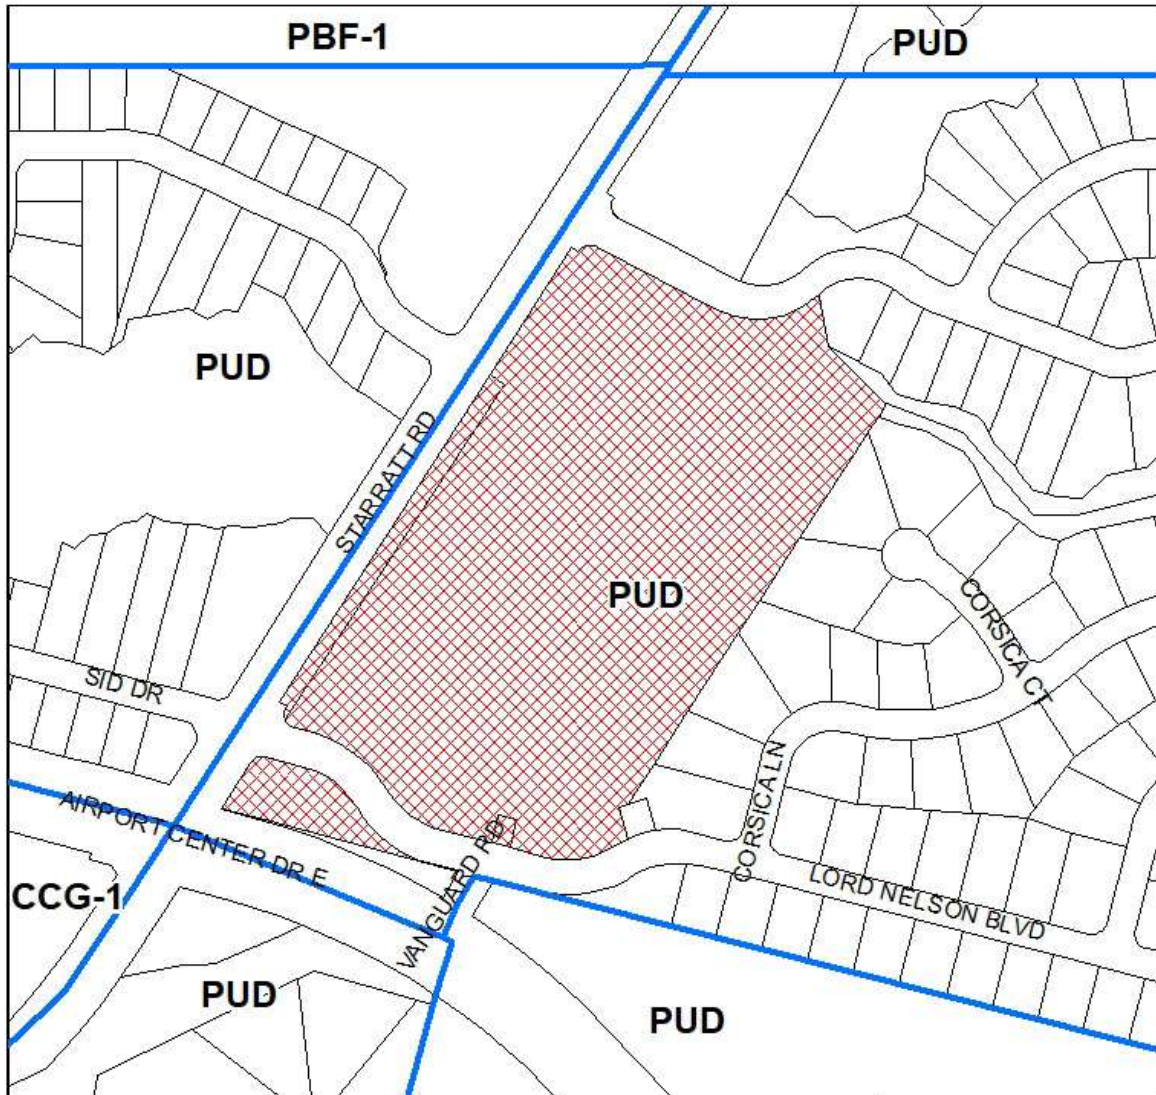 PBF-1
PUD
PUD
STARRATT RD
PUD
CORSICA CT
SID DR
CORSICA LN
AIRPORT CENTER DR E
VANGUARD RD
LORD NELSON BLVD
CCG-1
PUD
PUD